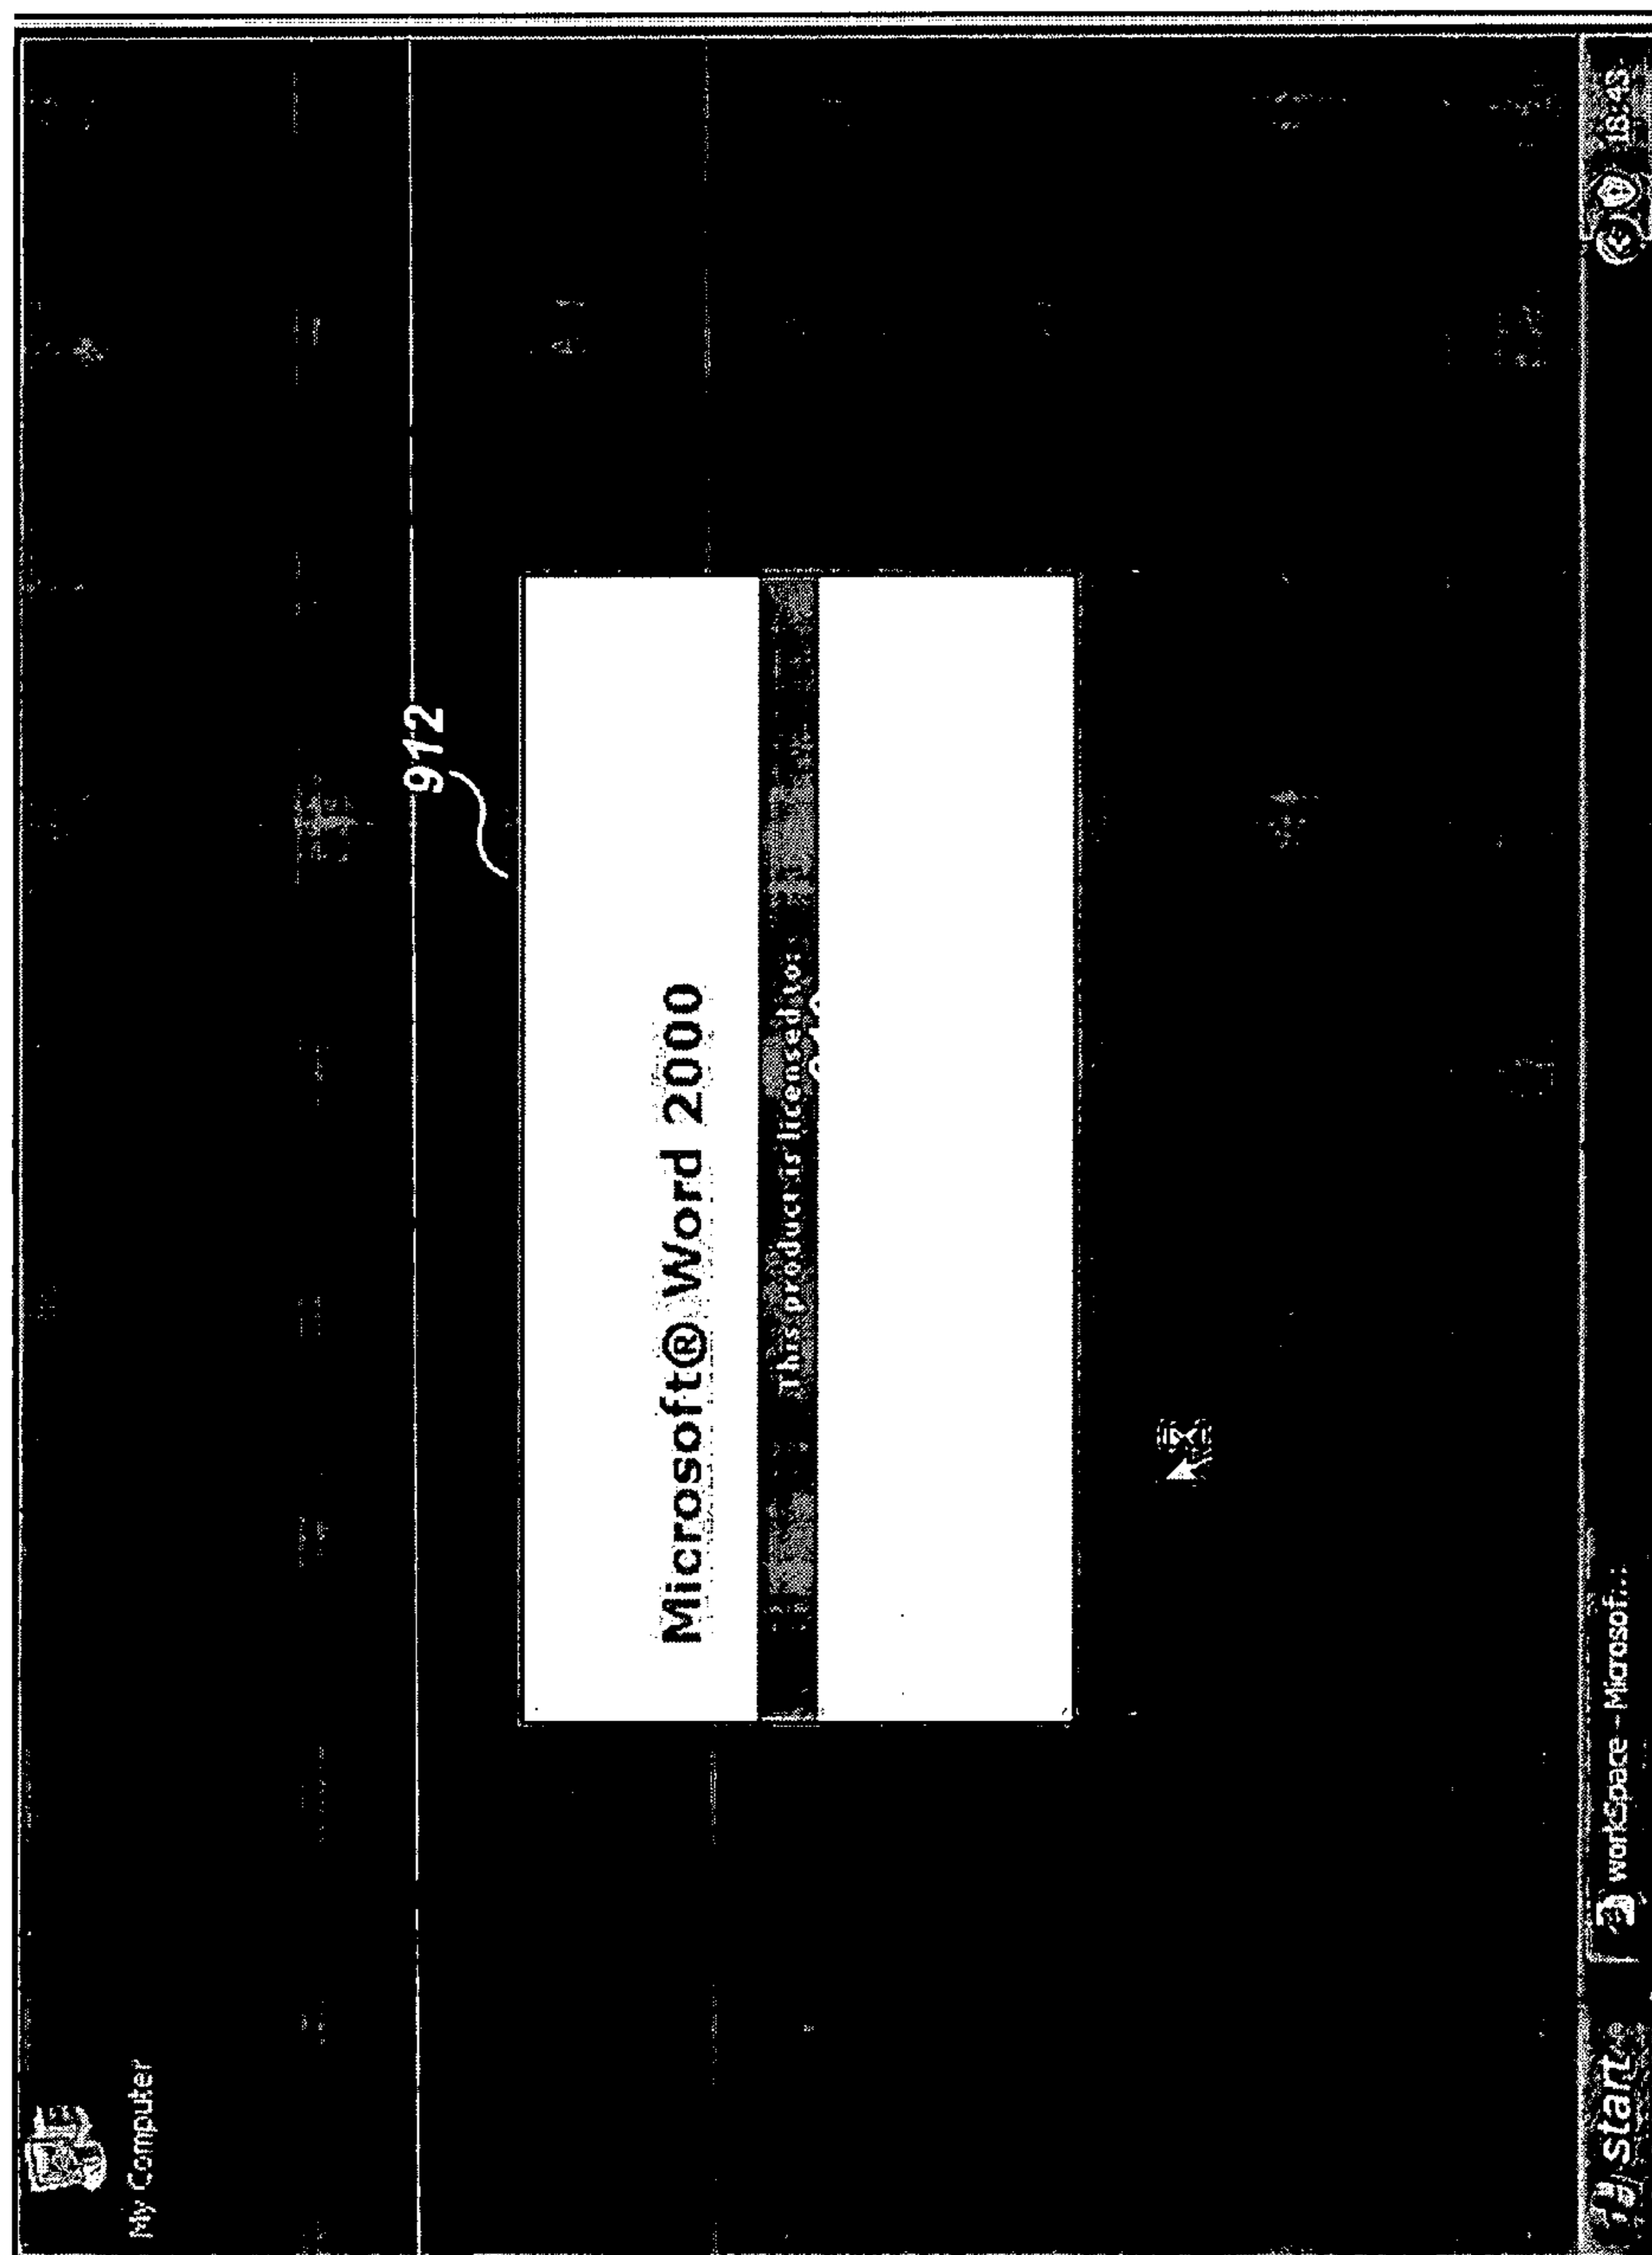 My Computer
912
Microsoft® Word 2000
This product is licensed to:
start
workSpace - Microsof...
18:43